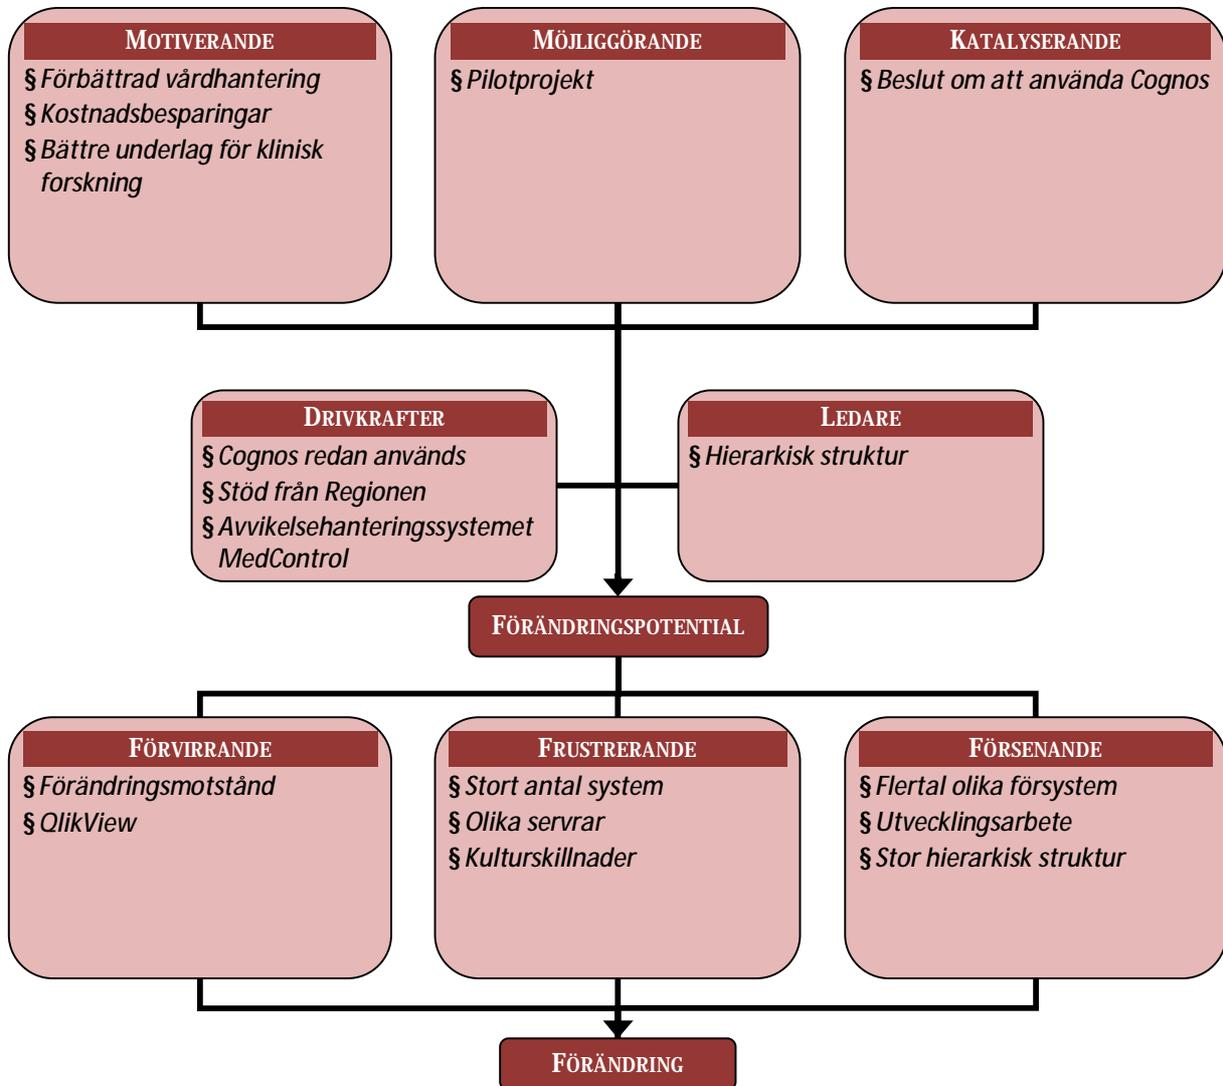 MOTIVERANDE
§ Förbättrad vårdhantering
§ Kostnadsbesparingar
§ Bättre underlag för klinisk
forskning
MÖJLIGGÖRANDE
§ Pilotprojekt
KATALYSERANDE
§ Beslut om att använda Cognos
DRIVKRAFTER
§ Cognos redan används
§ Stöd från Regionen
§ Avvikelsehanteringssystemet
MedControl
LEDARE
§ Hierarkisk struktur
FÖRÄNDRINGSPOTENTIAL
FÖRVIRRANDE
§ Förändringsmotstånd
§ QlikView
FRUSTRERANDE
§ Stort antal system
§ Olika servrar
§ Kulturskillnader
FÖRSENANDE
§ Flertal olika försystem
§ Utvecklingsarbete
§ Stor hierarkisk struktur
FÖRÄNDRING